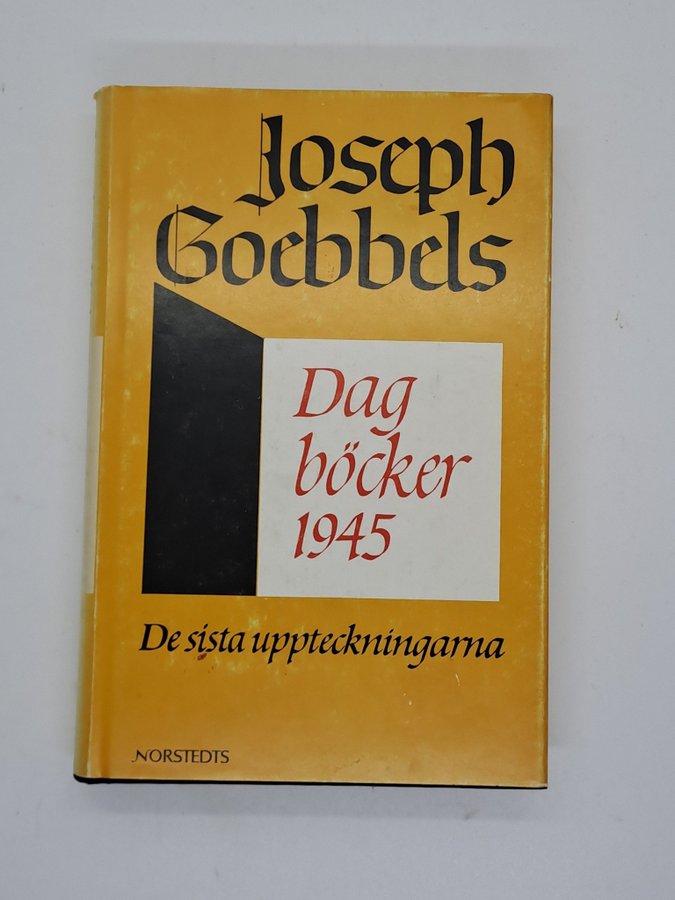 Joseph
Goebbels
Dag
böcker
1945
De sista uppteckningarna
NORSTEDTS